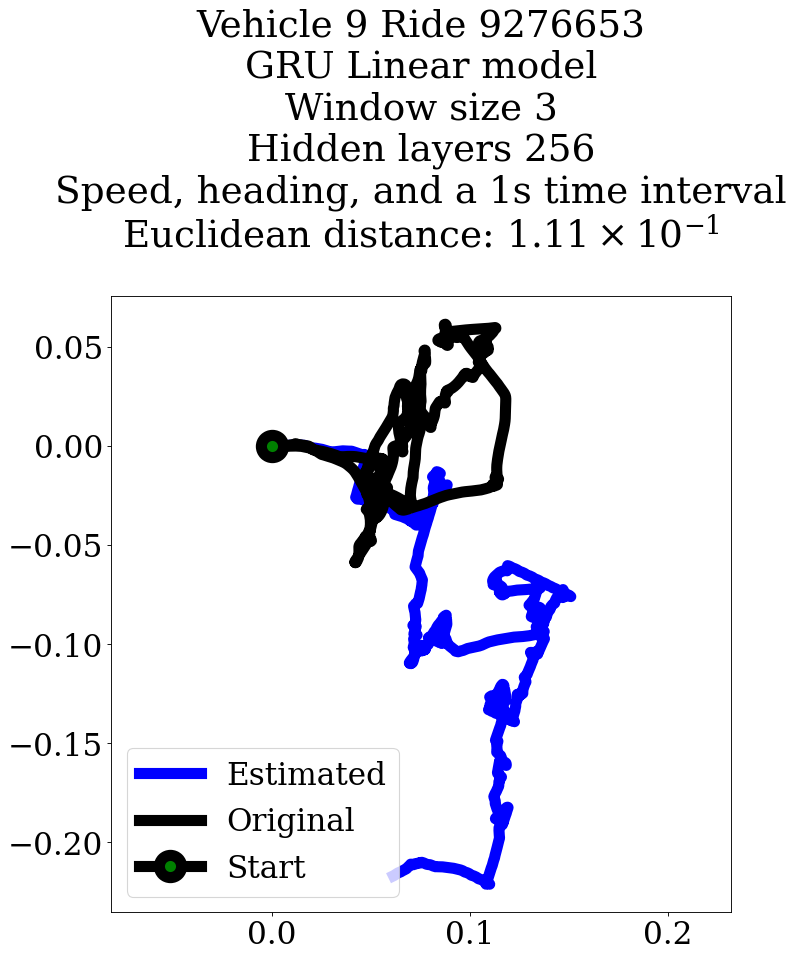 Vehicle 9 Ride 9276653
GRU Linear model
Window size 3
Hidden layers 256
Speed, heading, and a 1s time interval
Euclidean distance: 1.11 × 10⁻¹
0.05
0.00
−0.05
−0.10
−0.15
−0.20
Estimated
Original
Start
0.0 0.1 0.2